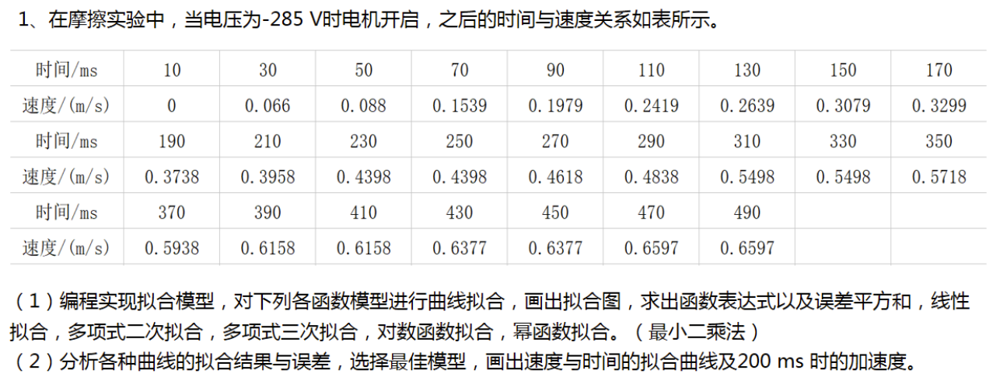 1、在摩擦实验中，当电压为-285 V时电机开启，之后的时间与速度关系如表所示。
时间/ms 10 30 50 70 90 110 130 150 170
速度/(m/s) 0 0.066 0.088 0.1539 0.1979 0.2419 0.2639 0.3079 0.3299
时间/ms 190 210 230 250 270 290 310 330 350
速度/(m/s) 0.3738 0.3958 0.4398 0.4398 0.4618 0.4838 0.5498 0.5498 0.5718
时间/ms 370 390 410 430 450 470 490
速度/(m/s) 0.5938 0.6158 0.6158 0.6377 0.6377 0.6597 0.6597
（1）编程实现拟合模型，对下列各函数模型进行曲线拟合，画出拟合图，求出函数表达式以及误差平方和，线性
拟合，多项式二次拟合，多项式三次拟合，对数函数拟合，幂函数拟合。（最小二乘法）
（2）分析各种曲线的拟合结果与误差，选择最佳模型，画出速度与时间的拟合曲线及200 ms 时的加速度。